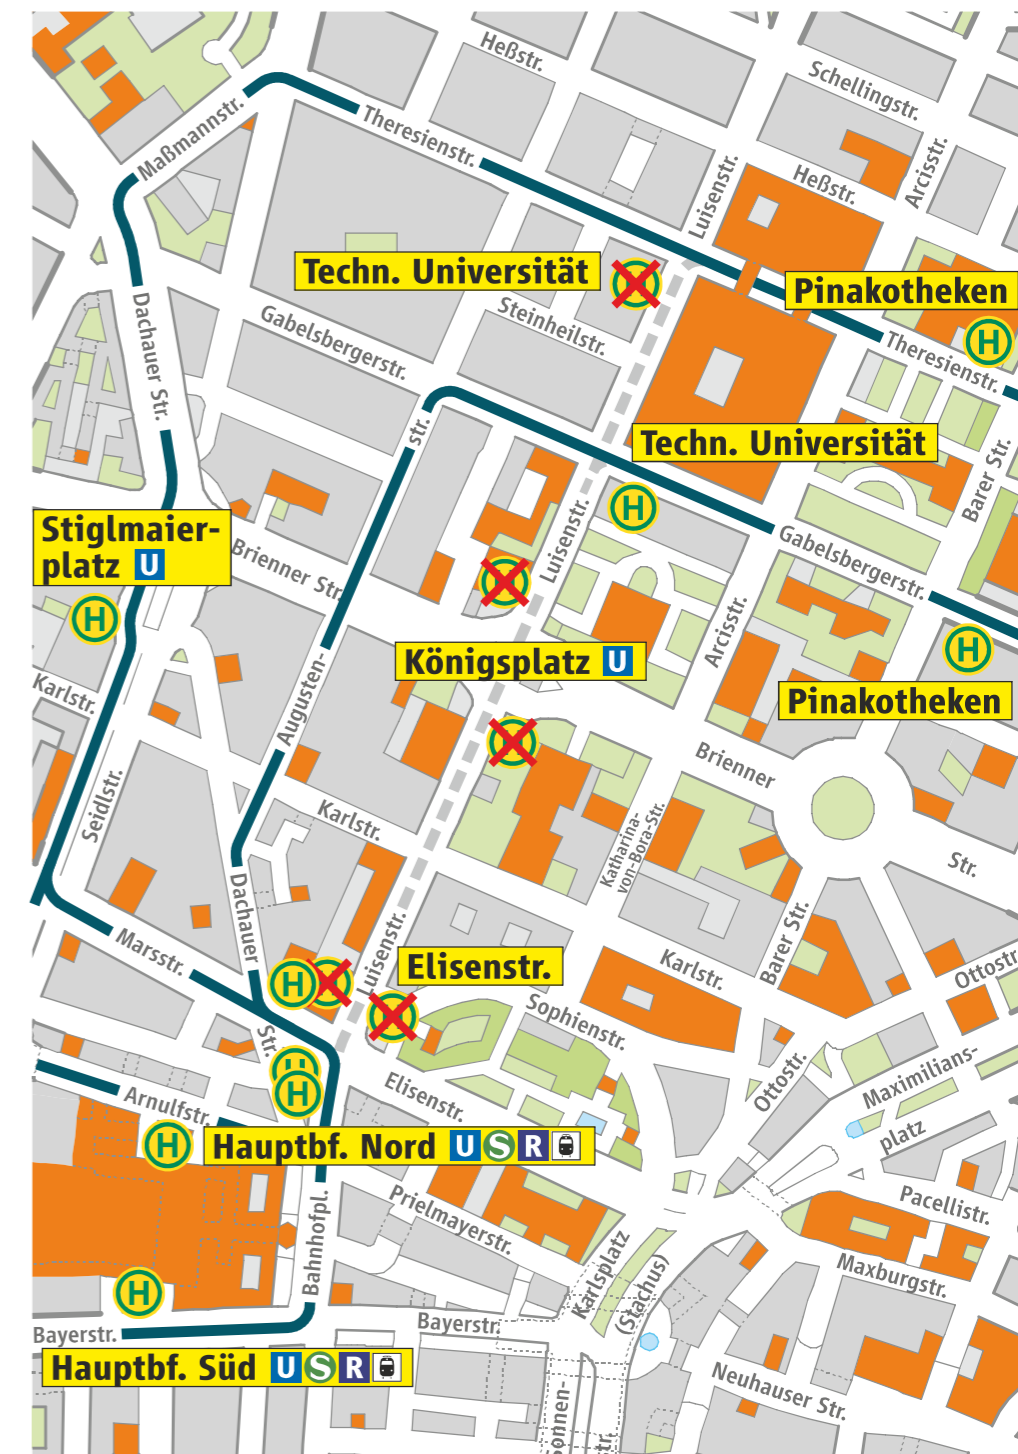 Heßstr.
Schellingstr.
Maßmannstr.
Theresienstr.
Arcisstr.
Luisenstr.
Heßstr.
Techn. Universität
Pinakotheken
H
Dachauer Str.
Gabelsbergerstr.
Steinheilstr.
Theresienstr.
H
str.
Techn. Universität
Barer Str.
H
Stiglmaier-
platz U
Brienner Str.
Luisenstr.
Gabelsbergerstr.
H
Arcisstr.
H
Königsplatz U
Karlstr.
Augusten-
Pinakotheken
Brienner
Seidlstr.
Karlstr.
Katharina-
von-Bora-Str.
Str.
Dachauer
Marsstr.
Luisenstr.
Elisenstr.
Karlstr.
Barer Str.
Ottostr.
H
H
Sophienstr.
Str.
H
H
Elisenstr.
Ottostr.
Maximilians-
platz
Arnulfstr.
H
Hauptbf. Nord U S R
Prielmayerstr.
Pacellistr.
Bahnhofpl.
Karlsplatz
(Stachus)
Maxburgstr.
H
Bayerstr.
Bayerstr.
Hauptbf. Süd U S R
Neuhauser Str.
onnen-
tr.